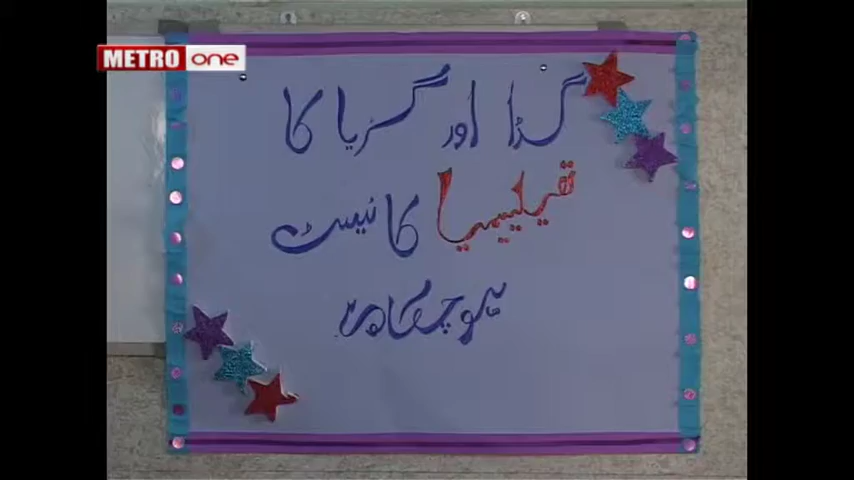 METRO one
گڈا اور گڑیا کا
تھیلیسیمیا کا ٹیسٹ
ہو چکا ہے